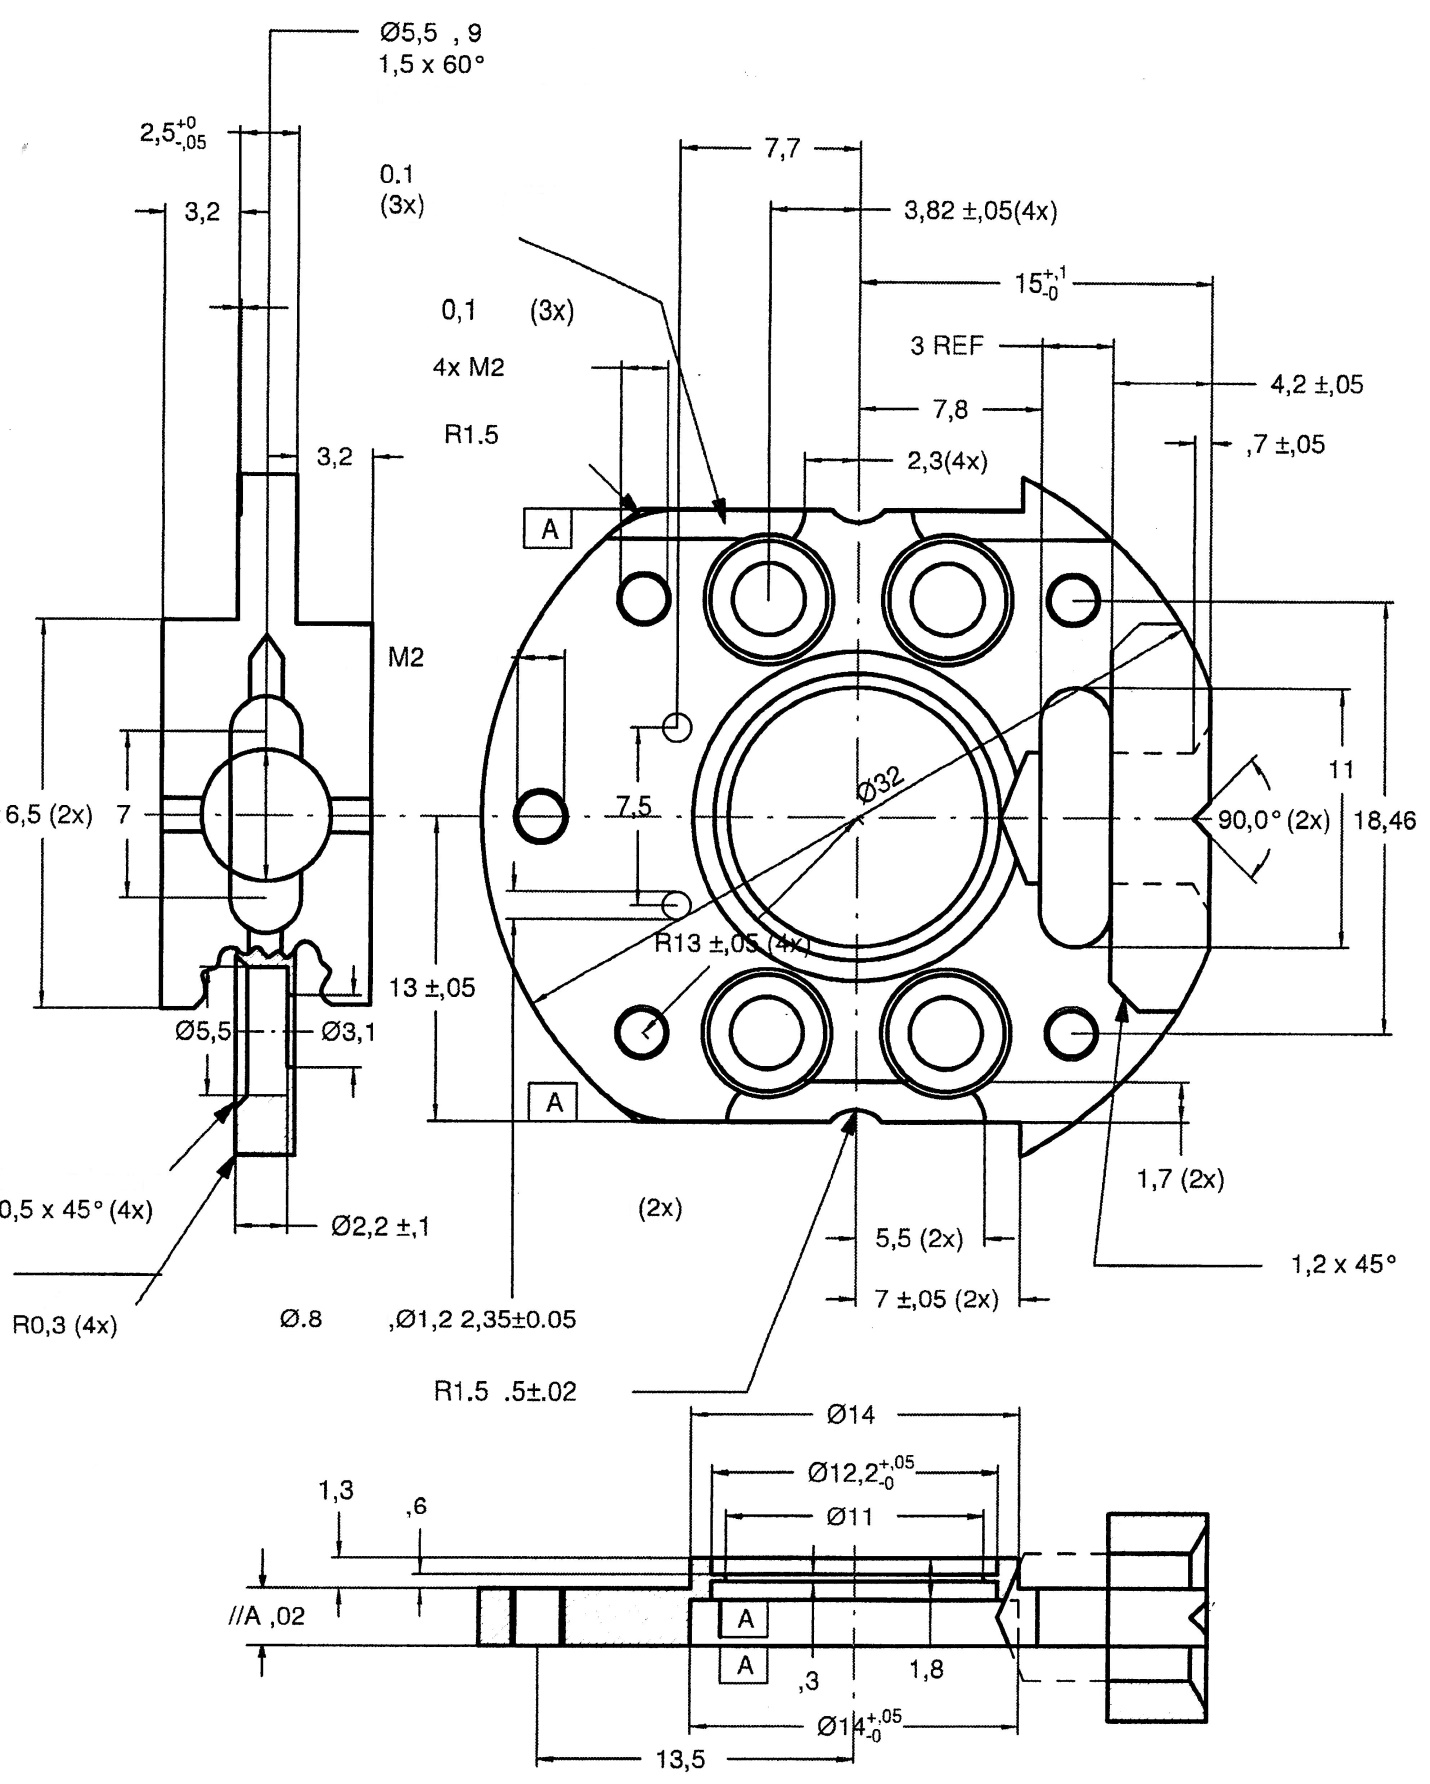 Ø5,5 , 9
1,5 x 60°
2,5+0-,05
7,7
0.1
(3x)
3,2
3,82 ±,05(4x)
15+,1-0
0,1 (3x)
3 REF
4x M2
4,2 ±,05
7,8
R1.5
,7 ±,05
3,2
2,3(4x)
A
M2
Ø32
11
7,5
6,5 (2x)
7
90,0° (2x)
18,46
R13 ±,05 (4x)
13 ±,05
Ø5,5
Ø3,1
A
1,7 (2x)
0,5 x 45° (4x)
(2x)
Ø2,2 ±,1
5,5 (2x)
1,2 x 45°
7 ±,05 (2x)
R0,3 (4x)
Ø.8 ,Ø1,2 2,35±0.05
R1.5 .5±.02
Ø14
Ø12,2+,05-0
1,3
,6
Ø11
//A ,02
A
A
,3
1,8
Ø14+,05-0
13,5